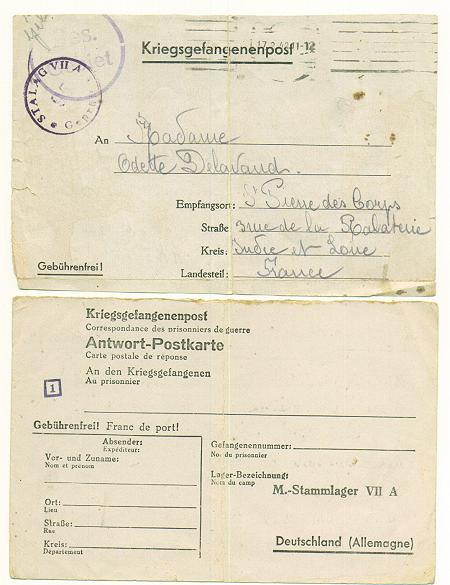 Kriegsgefangenenpost
STALAG VII A
An Madame
Odette Delavaud.
Empfangsort: St Pierre des Corps
Straße 3 rue de la Rabaterie
Kreis: Indre et Loire
Gebührenfrei!
Landesteil: France
Kriegsgefangenenpost
Correspondance des prisonniers de guerre
Antwort-Postkarte
Carte postale de réponse
An den Kriegsgefangenen
Au prisonnier
1
Gebührenfrei! Franc de port!
Absender:
Expéditeur:
Vor- und Zuname:
Nom et prénom
Ort:
Lieu
Straße:
Rue
Kreis:
Département
Gefangenennummer:
No. du prisonnier
Lager-Bezeichnung:
Nom du camp
M.-Stammlager VII A
Deutschland (Allemagne)